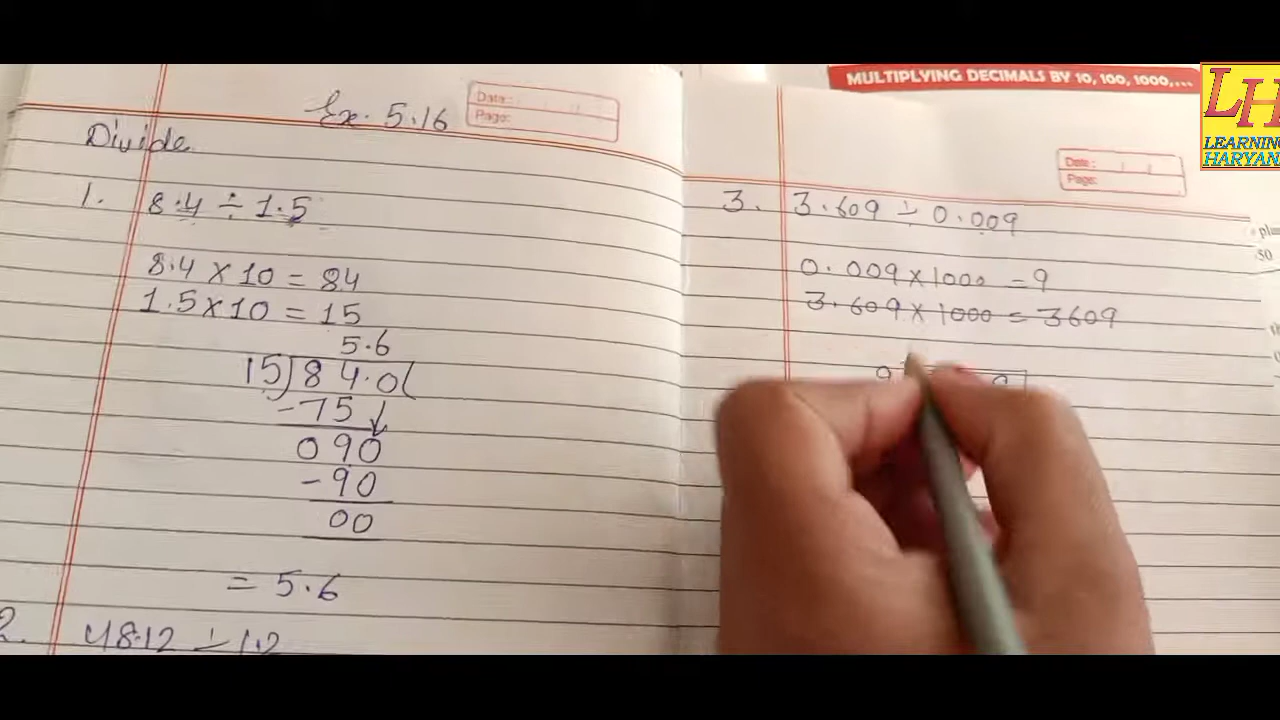 Ex. 5.16
Date:
Page:
Divide
1. 8.4 ÷ 1.5
8.4 × 10 = 84
1.5 × 10 = 15
5.6
15)84.0(
-75
090
-90
00
= 5.6
2. 48.12 ÷ 1.2
MULTIPLYING DECIMALS BY 10, 100, 1000,...
LH
LEARNING
HARYAN
Date:
Page:
3. 3.609 ÷ 0.009
0.009 × 1000 = 9
3.609 × 1000 = 3609
9
50